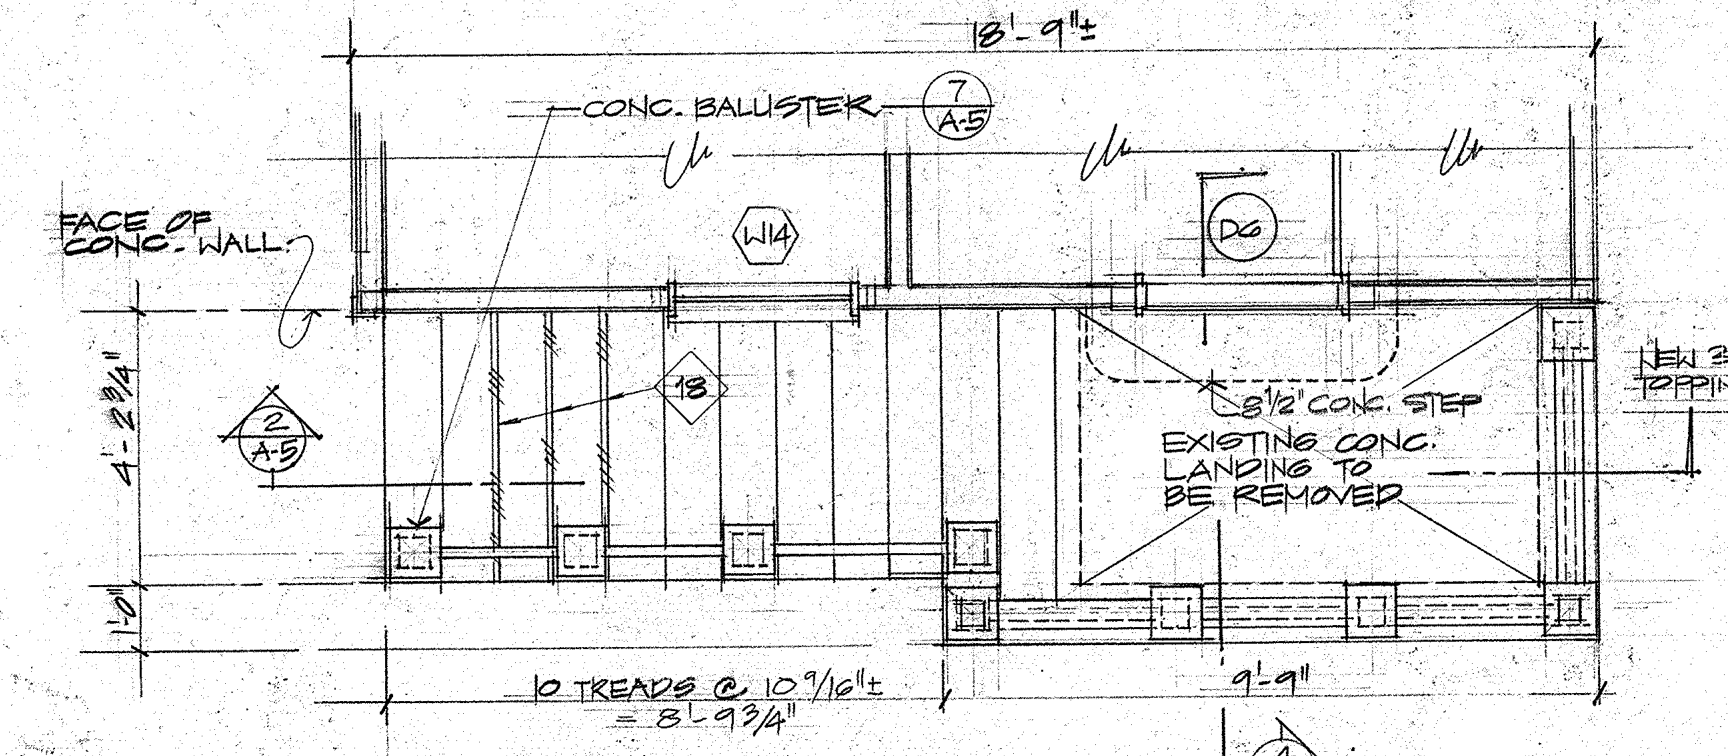 18'-9"±
CONC. BALUSTER
7
A-5
FACE OF
CONC. WALL
W14
D6
4'-2 3/4"
18
2
A-5
8 1/2" CONC. STEP
EXISTING CONC.
LANDING TO
BE REMOVED
NEW
TOPPIN
1'-0"
10 TREADS @ 10 9/16"±
= 8'-9 3/4"
9'-9"